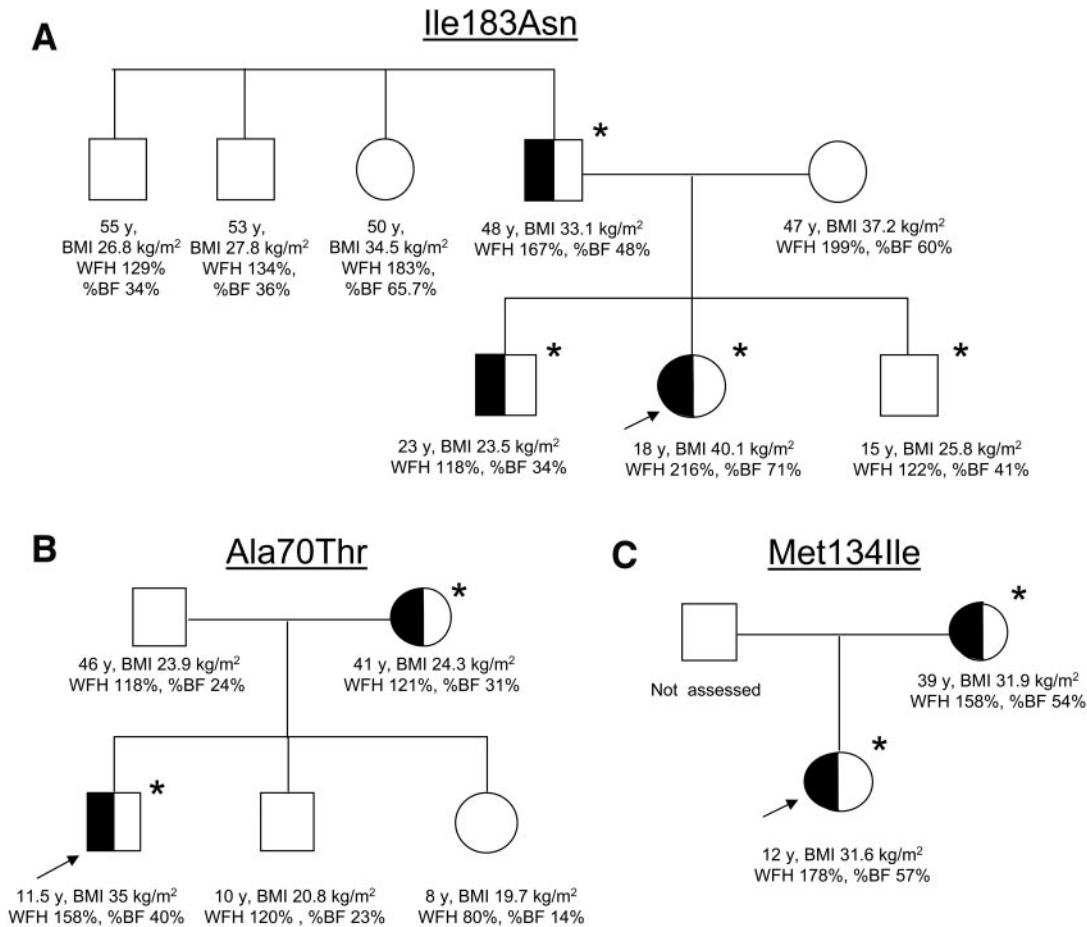 A
Ile183Asn
*
55 y,
BMI 26.8 kg/m²
WFH 129%
%BF 34%
53 y,
BMI 27.8 kg/m²
WFH 134%,
%BF 36%
50 y,
BMI 34.5 kg/m²
WFH 183%,
%BF 65.7%
48 y, BMI 33.1 kg/m²
WFH 167%, %BF 48%
47 y, BMI 37.2 kg/m²
WFH 199%, %BF 60%
*
*
*
23 y, BMI 23.5 kg/m²
WFH 118%, %BF 34%
18 y, BMI 40.1 kg/m²
WFH 216%, %BF 71%
15 y, BMI 25.8 kg/m²
WFH 122%, %BF 41%
B
Ala70Thr
*
46 y, BMI 23.9 kg/m²
WFH 118%, %BF 24%
41 y, BMI 24.3 kg/m²
WFH 121%, %BF 31%
*
11.5 y, BMI 35 kg/m²
WFH 158%, %BF 40%
10 y, BMI 20.8 kg/m²
WFH 120% , %BF 23%
8 y, BMI 19.7 kg/m²
WFH 80%, %BF 14%
C
Met134Ile
*
Not assessed
39 y, BMI 31.9 kg/m²
WFH 158%, %BF 54%
*
12 y, BMI 31.6 kg/m²
WFH 178%, %BF 57%